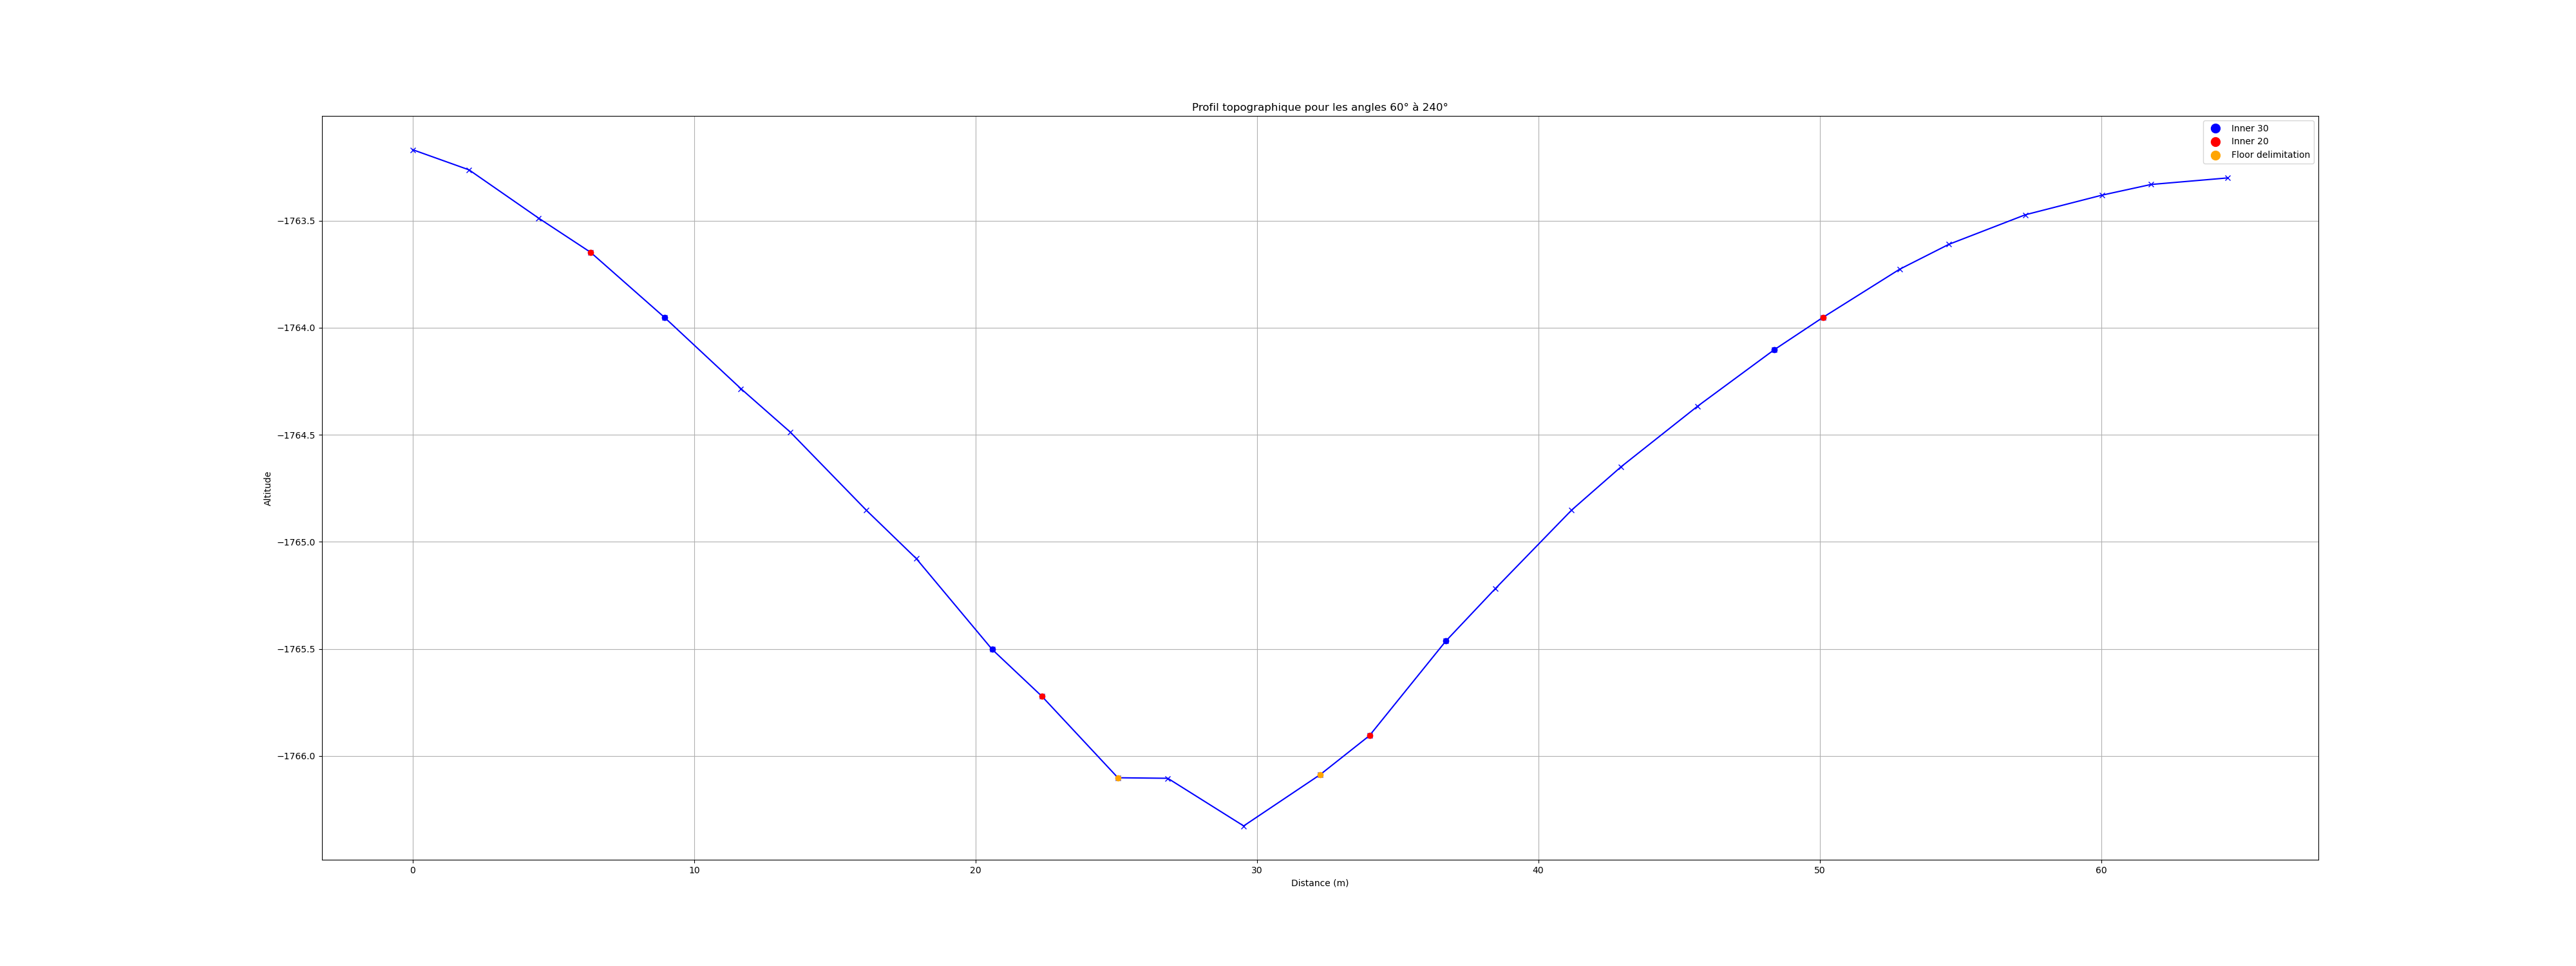 Profil topographique pour les angles 60° à 240°
Inner 30
Inner 20
Floor delimitation
−1763.5
−1764.0
−1764.5
−1765.0
−1765.5
−1766.0
Altitude
0 10 20 30 40 50 60
Distance (m)